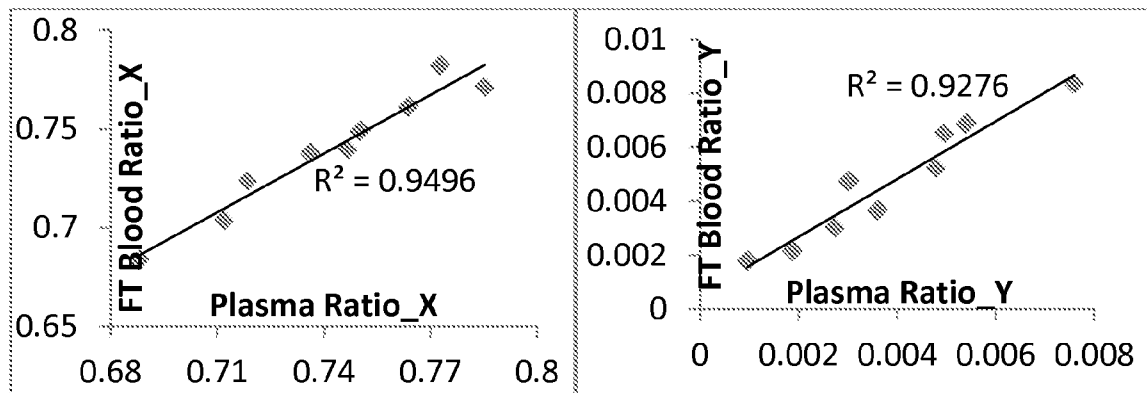 0.8
0.75
0.7
0.65
FT Blood Ratio_X
R² = 0.9496
Plasma Ratio_X
0.68 0.71 0.74 0.77 0.8
0.01
0.008
0.006
0.004
0.002
0
FT Blood Ratio_Y
R² = 0.9276
Plasma Ratio_Y
0 0.002 0.004 0.006 0.008